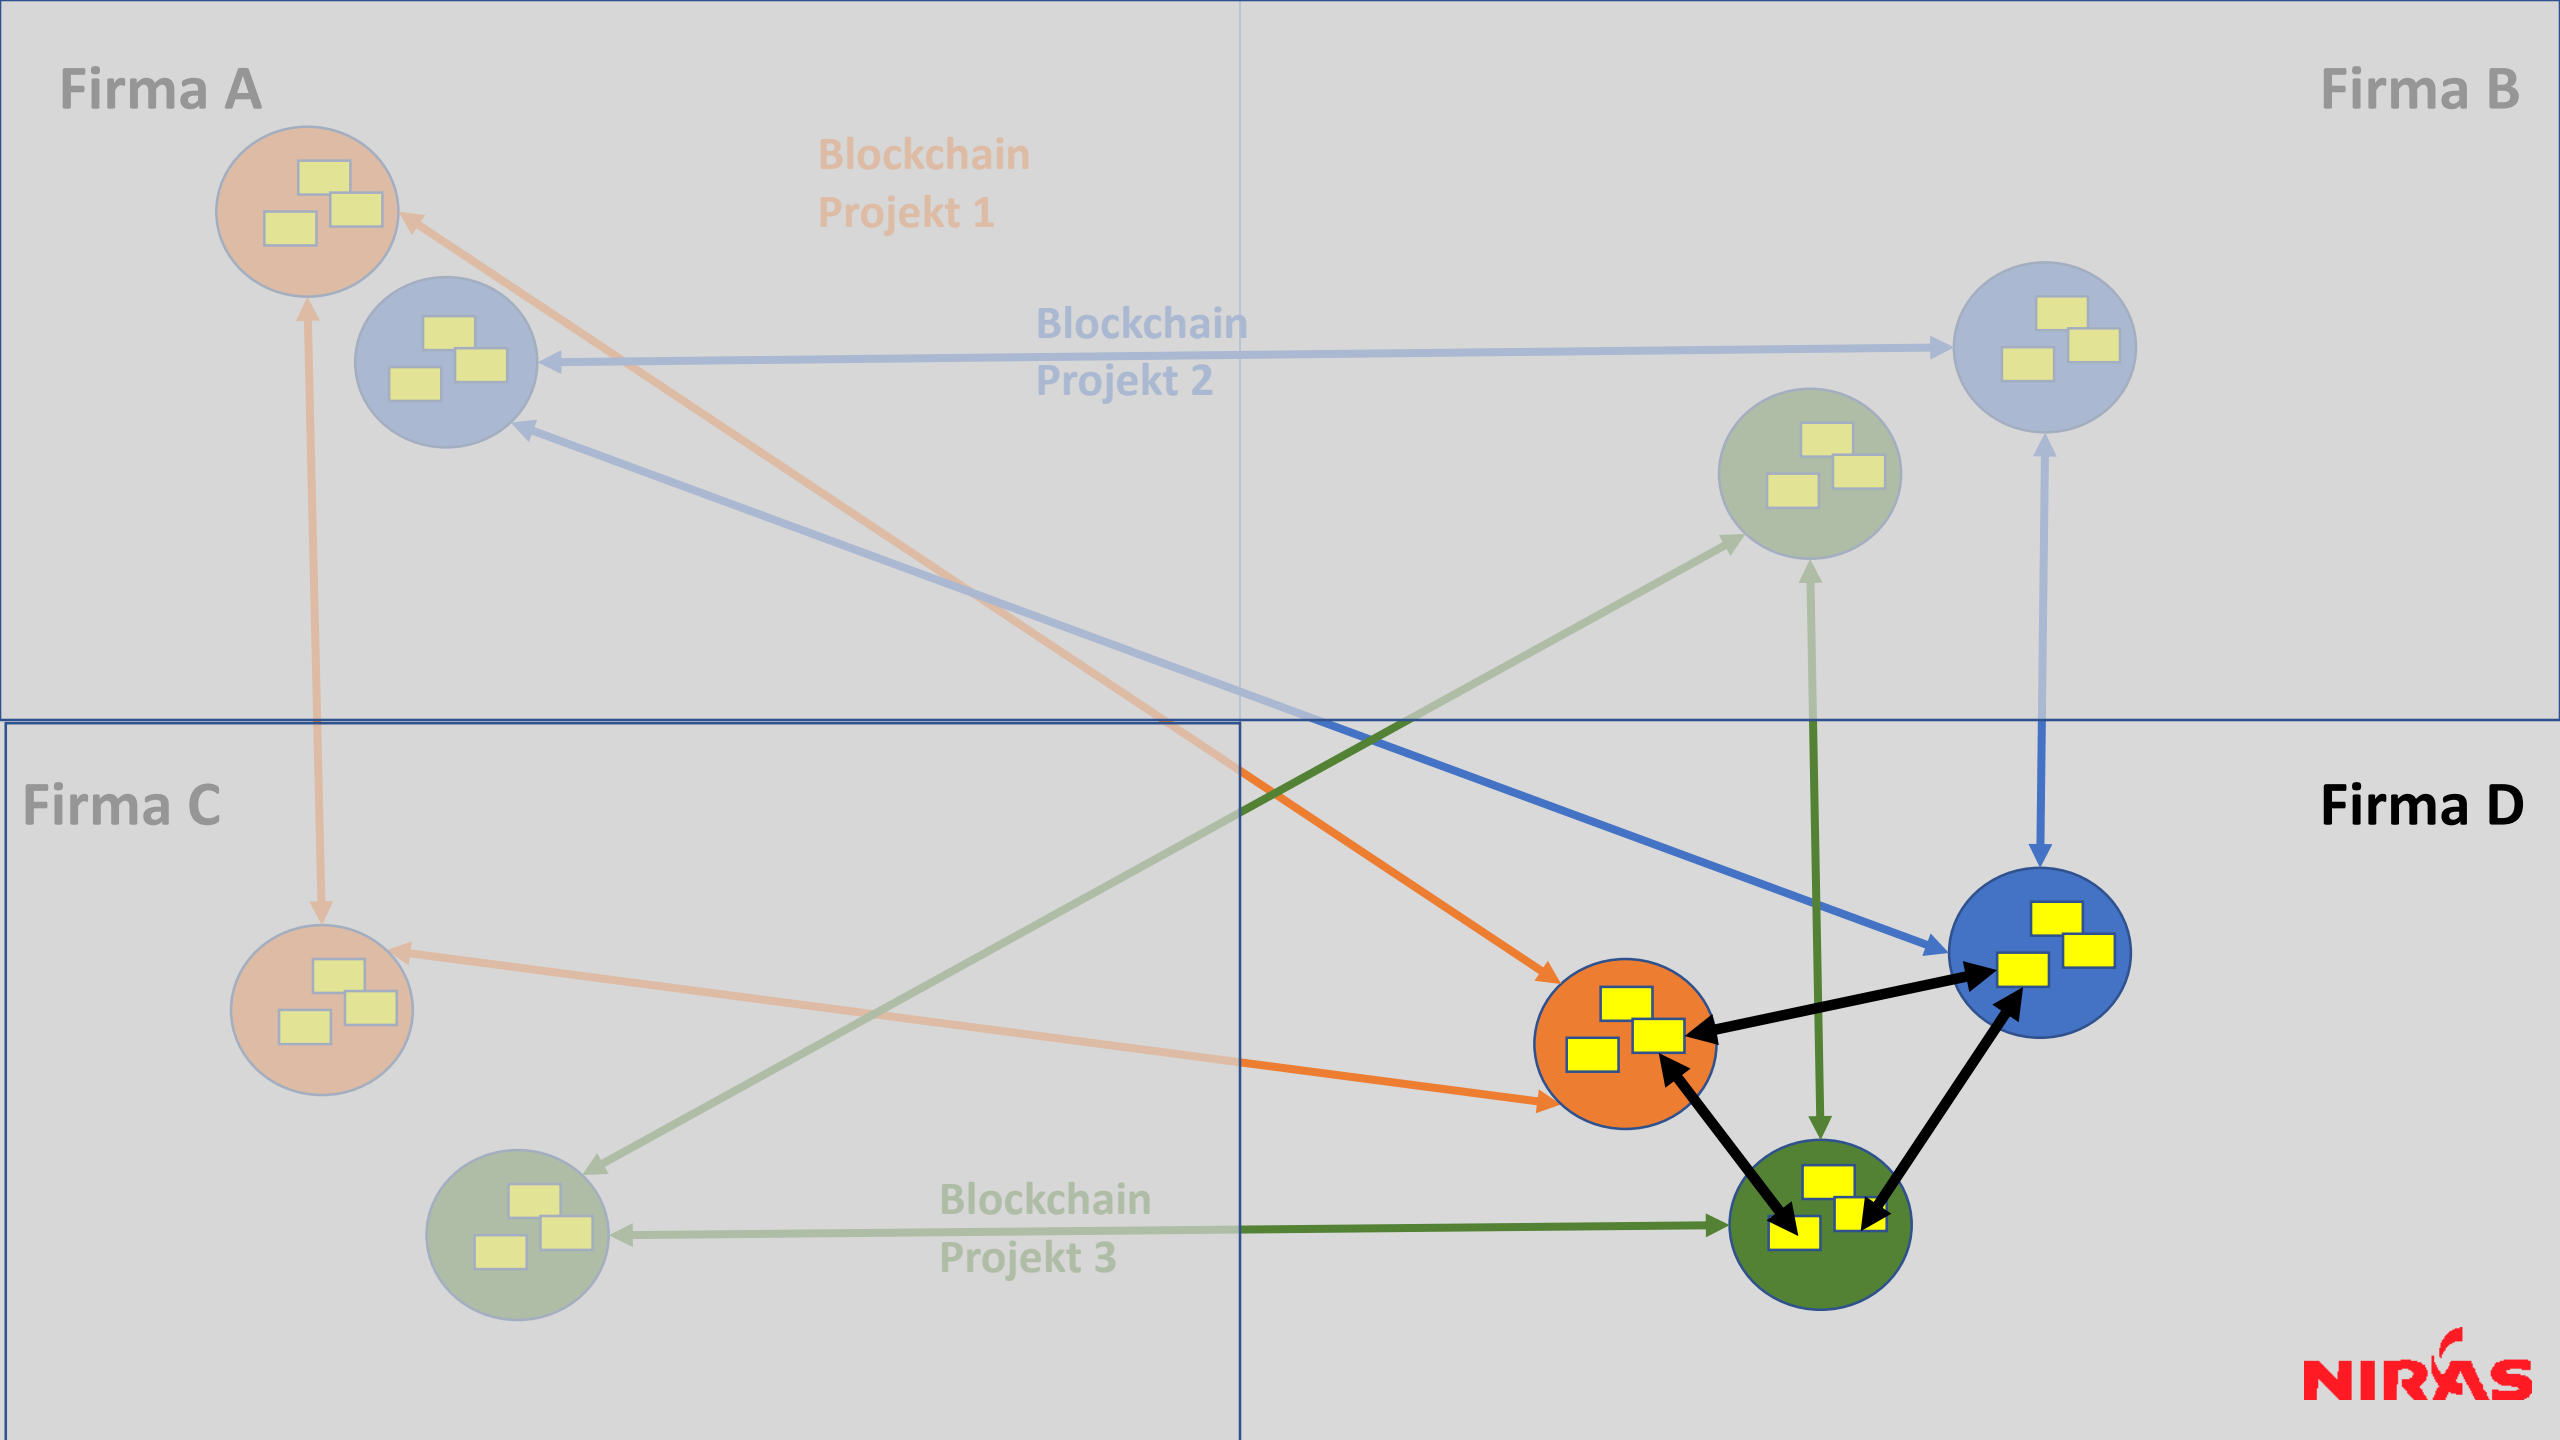 Firma A
Firma B
Blockchain
Projekt 1
Blockchain
Projekt 2
Firma C
Firma D
Blockchain
Projekt 3
NIRAS